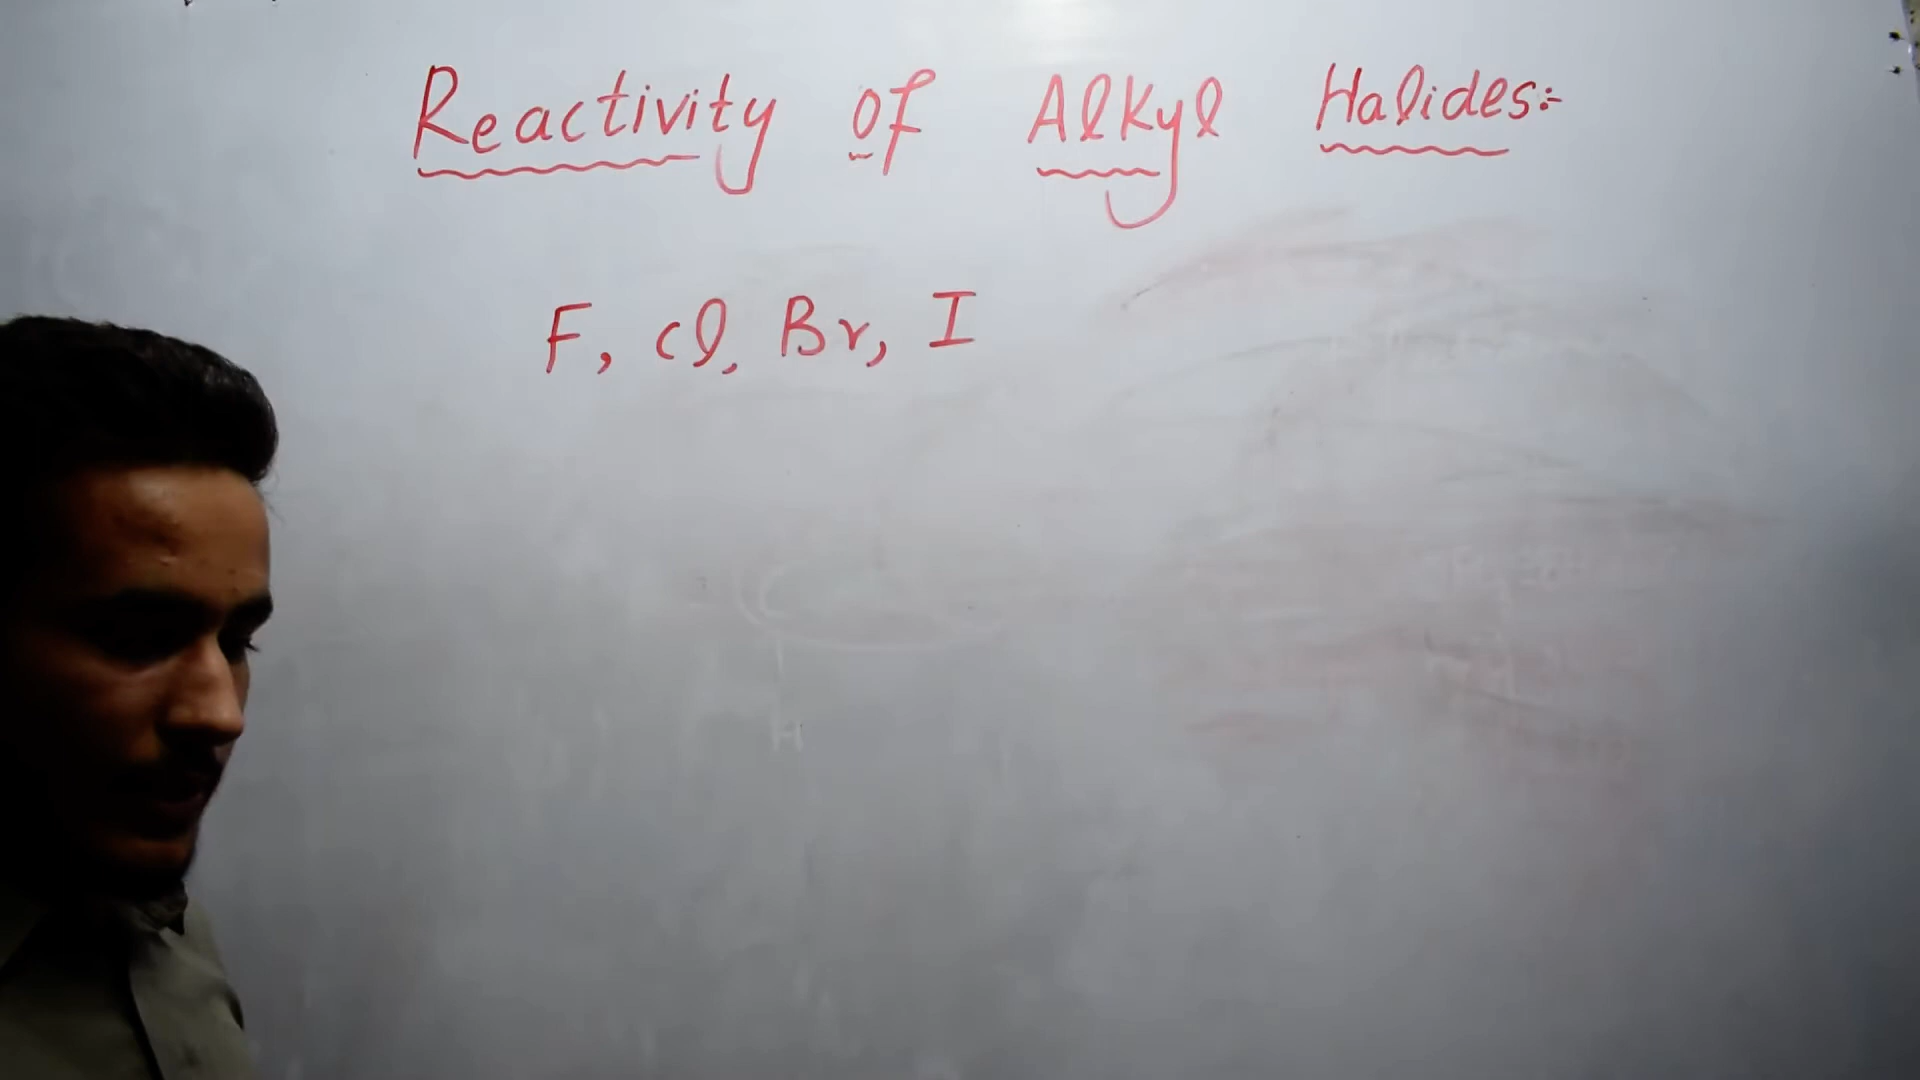 Reactivity of Alkyl Halides:-
F, Cl, Br, I
H